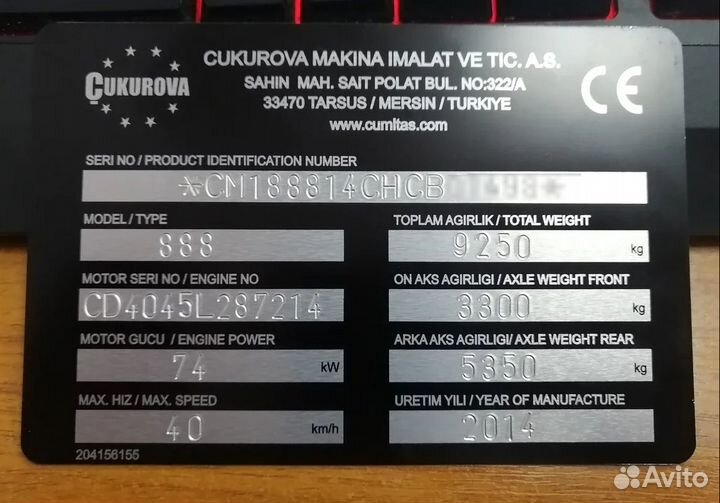 ÇUKUROVA
CUKUROVA MAKINA IMALAT VE TIC. A.S.
SAHIN MAH. SAIT POLAT BUL. NO:322/A
33470 TARSUS / MERSIN / TURKIYE
www.cumitas.com
CE
SERI NO / PRODUCT IDENTIFICATION NUMBER
*CM188814CHCB
MODEL / TYPE
888
TOPLAM AGIRLIK / TOTAL WEIGHT
9250 kg
MOTOR SERI NO / ENGINE NO
CD4045L287214
ON AKS AGIRLIGI / AXLE WEIGHT FRONT
3300 kg
MOTOR GUCU / ENGINE POWER
74 kW
ARKA AKS AGIRLIGI/ AXLE WEIGHT REAR
5350 kg
MAX. HIZ / MAX. SPEED
40 km/h
URETIM YILI / YEAR OF MANUFACTURE
2014
204156155
Avito